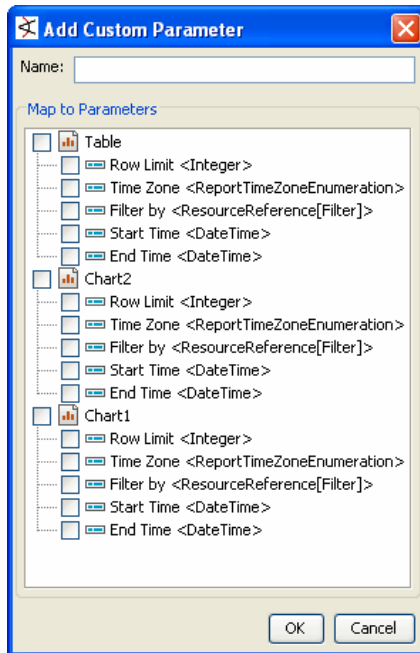 Add Custom Parameter
Name:
Map to Parameters
Table
Row Limit <Integer>
Time Zone <ReportTimeZoneEnumeration>
Filter by <ResourceReference[Filter]>
Start Time <DateTime>
End Time <DateTime>
Chart2
Row Limit <Integer>
Time Zone <ReportTimeZoneEnumeration>
Filter by <ResourceReference[Filter]>
Start Time <DateTime>
End Time <DateTime>
Chart1
Row Limit <Integer>
Time Zone <ReportTimeZoneEnumeration>
Filter by <ResourceReference[Filter]>
Start Time <DateTime>
End Time <DateTime>
OK Cancel